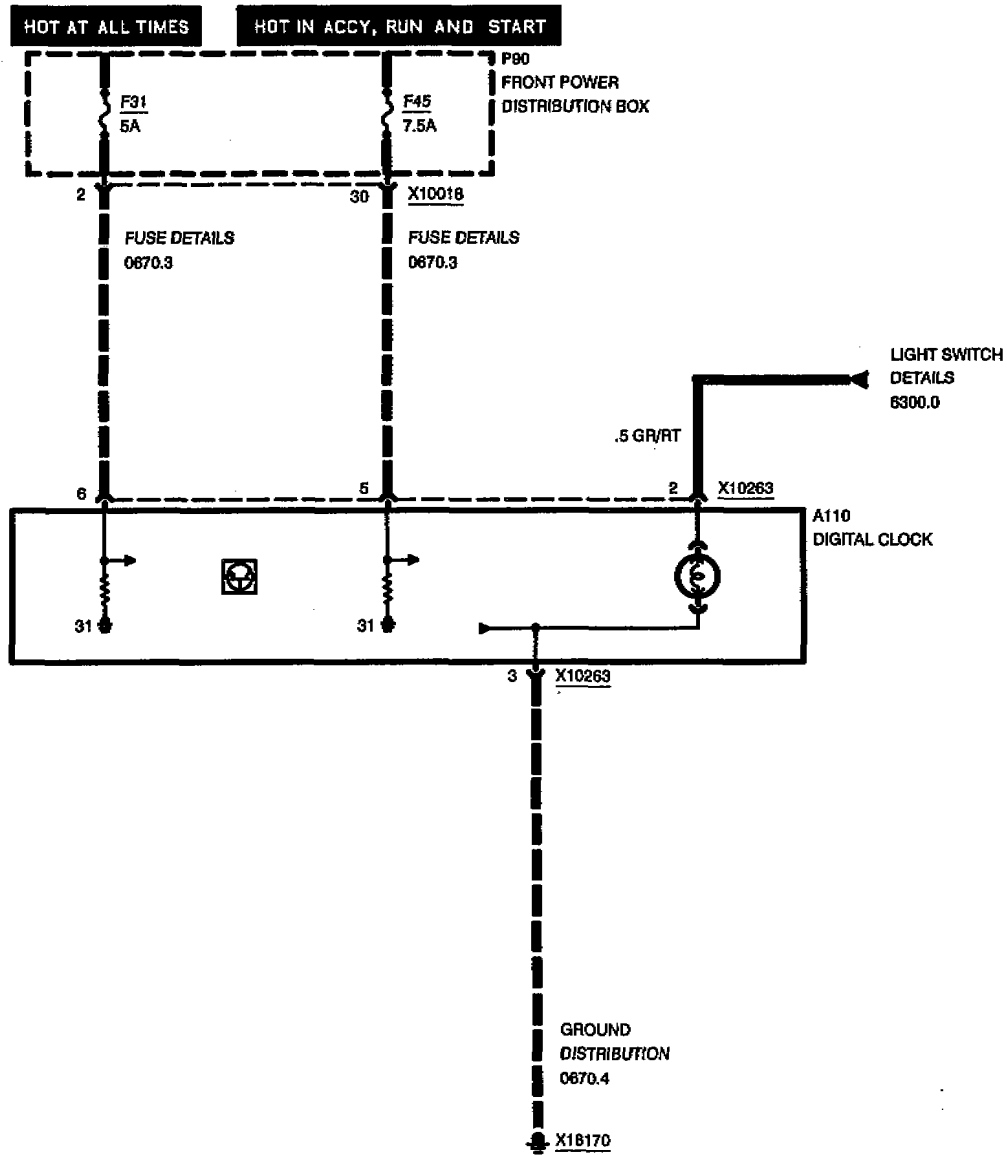 HOT AT ALL TIMES
HOT IN ACCY, RUN AND START
P90
FRONT POWER
DISTRIBUTION BOX
F31
5A
F45
7.5A
2
30
X10018
FUSE DETAILS
0670.3
FUSE DETAILS
0670.3
LIGHT SWITCH
DETAILS
6300.0
.5 GR/RT
6
5
2
X10263
A110
DIGITAL CLOCK
31
31
3
X10263
GROUND
DISTRIBUTION
0670.4
X18170